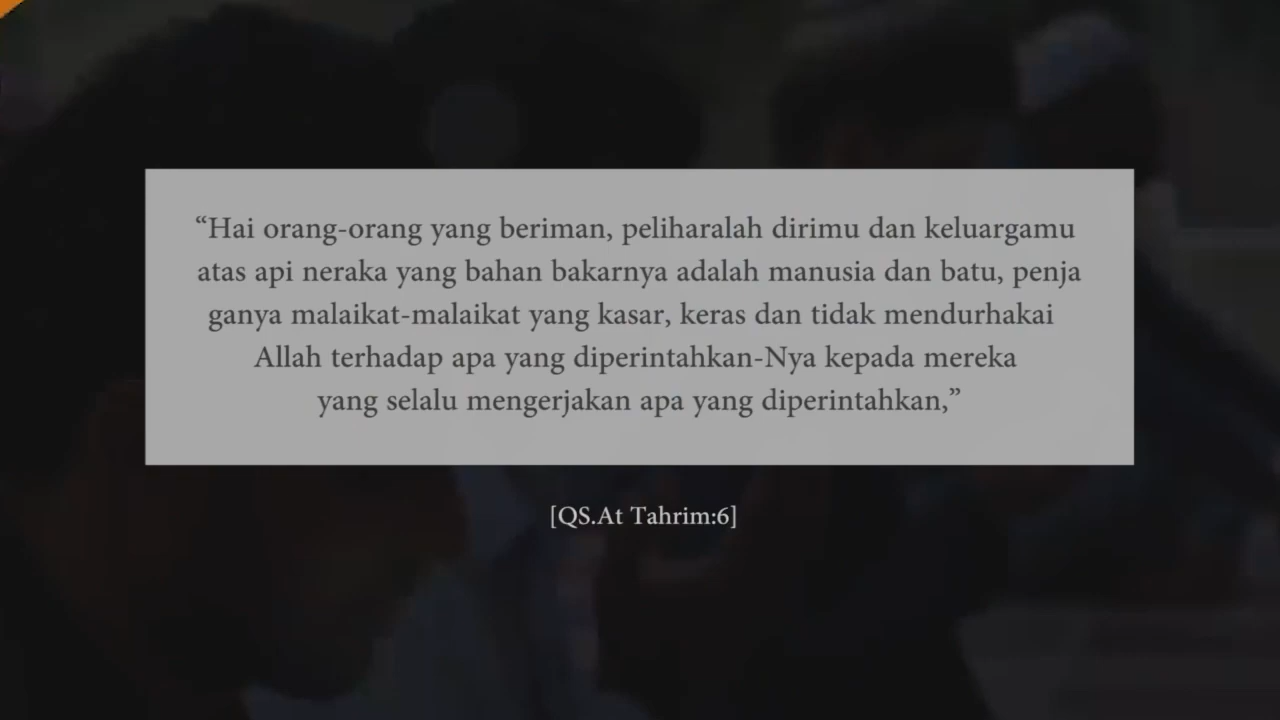 “Hai orang-orang yang beriman, peliharalah dirimu dan keluargamu
atas api neraka yang bahan bakarnya adalah manusia dan batu, penja
ganya malaikat-malaikat yang kasar, keras dan tidak mendurhakai
Allah terhadap apa yang diperintahkan-Nya kepada mereka
yang selalu mengerjakan apa yang diperintahkan,”
[QS.At Tahrim:6]